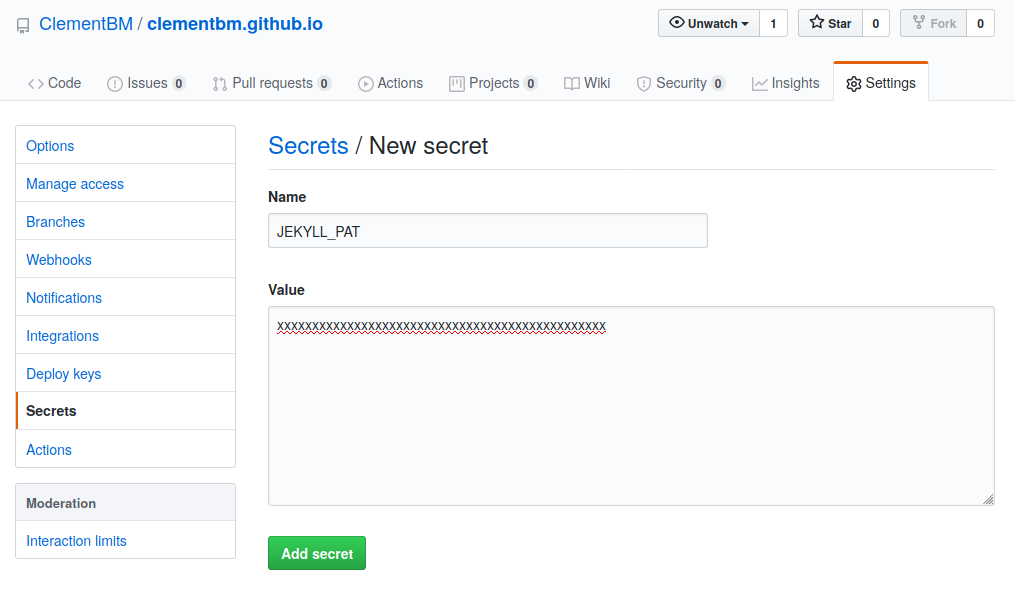 ClementBM / clementbm.github.io
Unwatch 1 Star 0 Fork 0
Code Issues 0 Pull requests 0 Actions Projects 0 Wiki Security 0 Insights Settings
Options
Manage access
Branches
Webhooks
Notifications
Integrations
Deploy keys
Secrets
Actions
Moderation
Interaction limits
Secrets / New secret
Name
JEKYLL_PAT
Value
xxxxxxxxxxxxxxxxxxxxxxxxxxxxxxxxxxxxxxxxxxxxxxx
Add secret